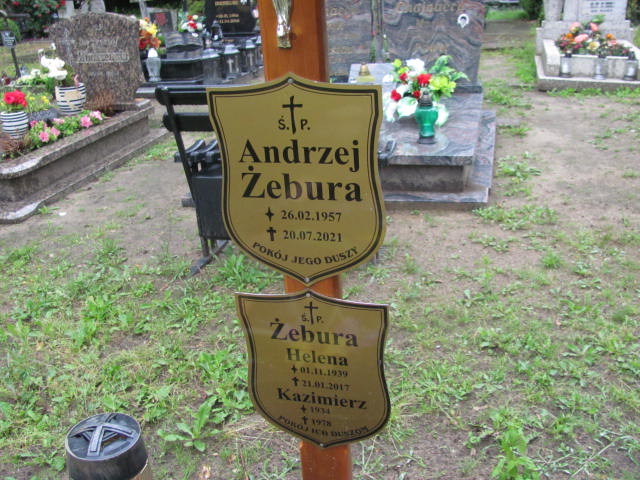 Ś. P.
Andrzej
Żebura
26.02.1957
20.07.2021
POKÓJ JEGO DUSZY
Ś. P.
Żebura
Helena
01.11.1939
21.01.2017
Kazimierz
1934
1978
POKÓJ ICH DUSZOM